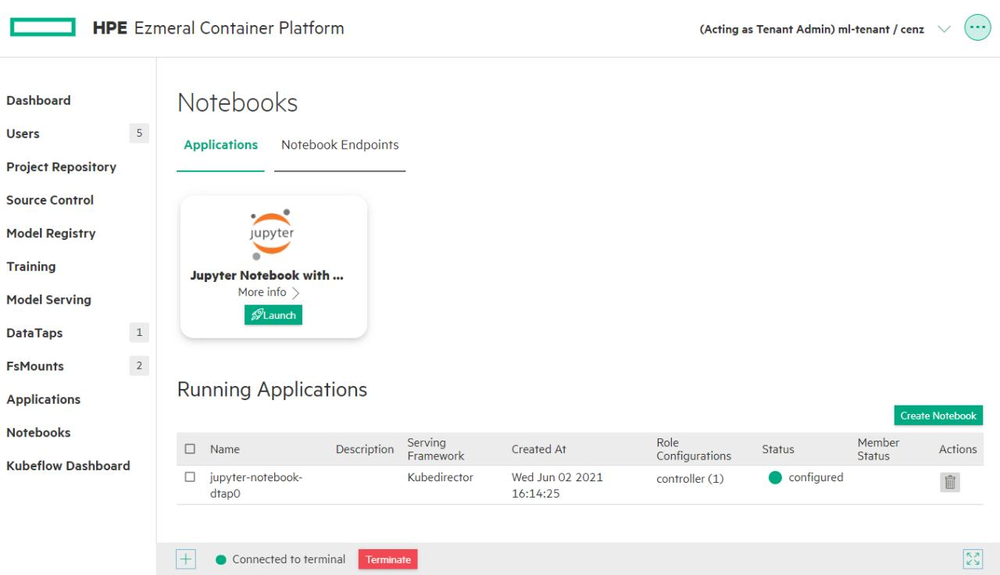 HPE Ezmeral Container Platform
(Acting as Tenant Admin) ml-tenant / cenz
Dashboard
Users 5
Project Repository
Source Control
Model Registry
Training
Model Serving
DataTaps 1
FsMounts 2
Applications
Notebooks
Kubeflow Dashboard
Notebooks
Applications Notebook Endpoints
jupyter
Jupyter Notebook with ...
More info
Launch
Running Applications
Create Notebook
Name Description Serving Framework Created At Role Configurations Status Member Status Actions
jupyter-notebook-dtap0 Kubedirector Wed Jun 02 2021 16:14:25 controller (1) configured
Connected to terminal Terminate